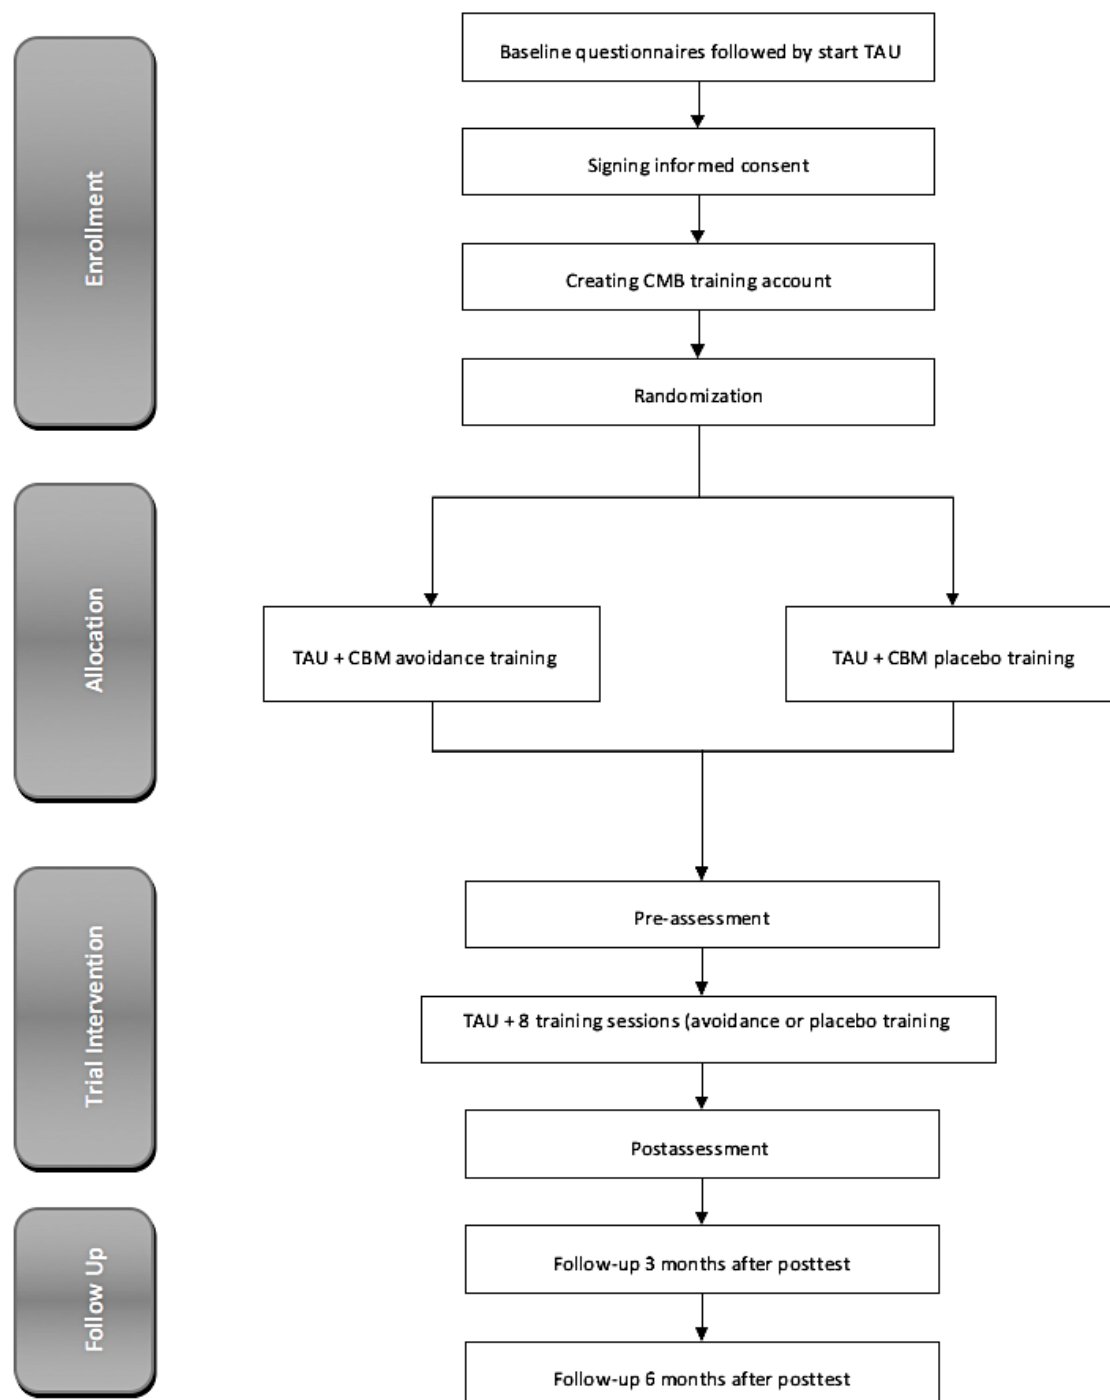 Enrollment
Baseline questionnaires followed by start TAU
Signing informed consent
Creating CMB training account
Randomization
Allocation
TAU + CBM avoidance training
TAU + CBM placebo training
Trial Intervention
Pre-assessment
TAU + 8 training sessions (avoidance or placebo training
Postassessment
Follow Up
Follow-up 3 months after posttest
Follow-up 6 months after posttest